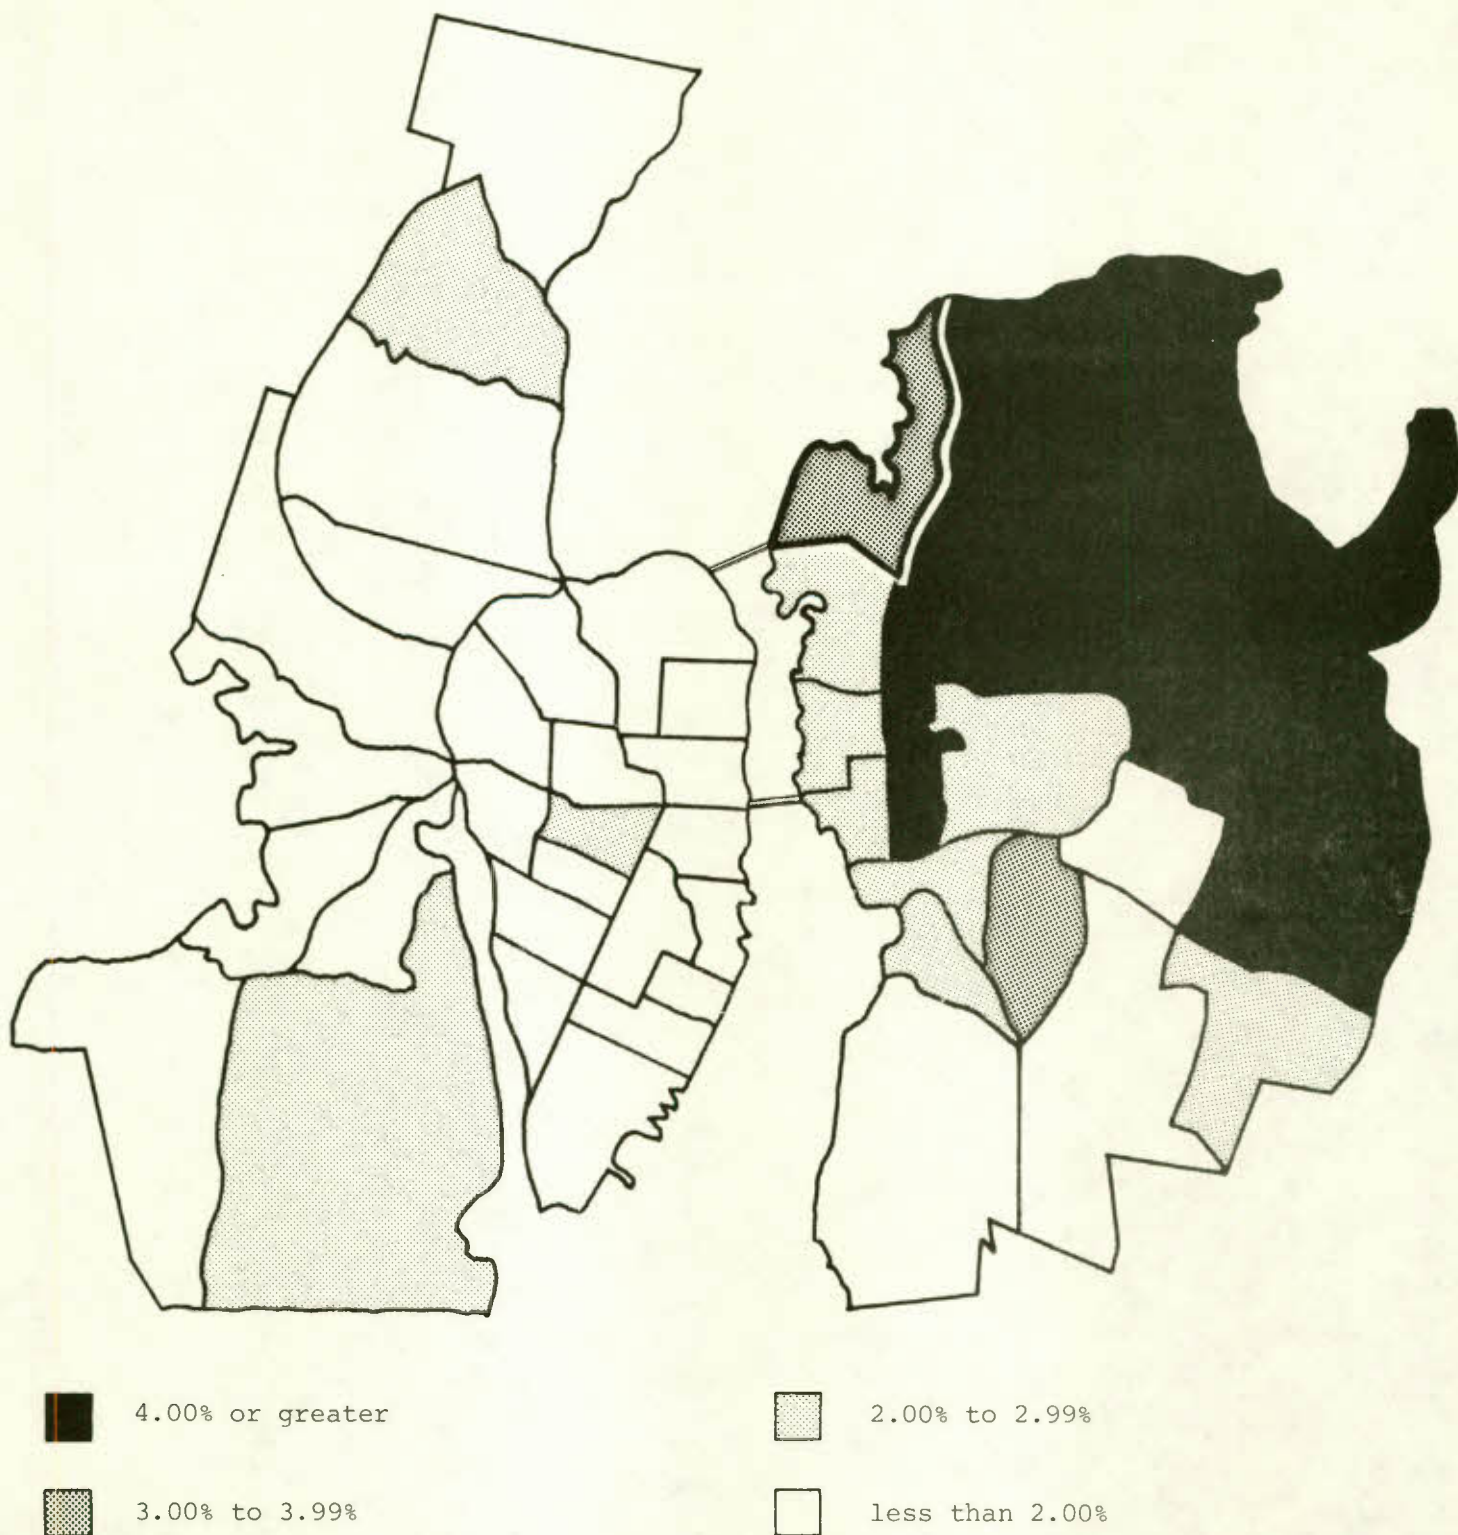 4.00% or greater
2.00% to 2.99%
3.00% to 3.99%
less than 2.00%